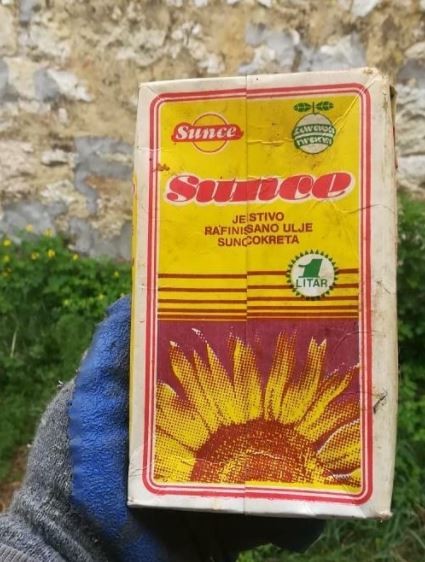 Sunce
Sunce
JESTIVO
RAFINISANO ULJE
SUNCOKRETA
1
LITAR